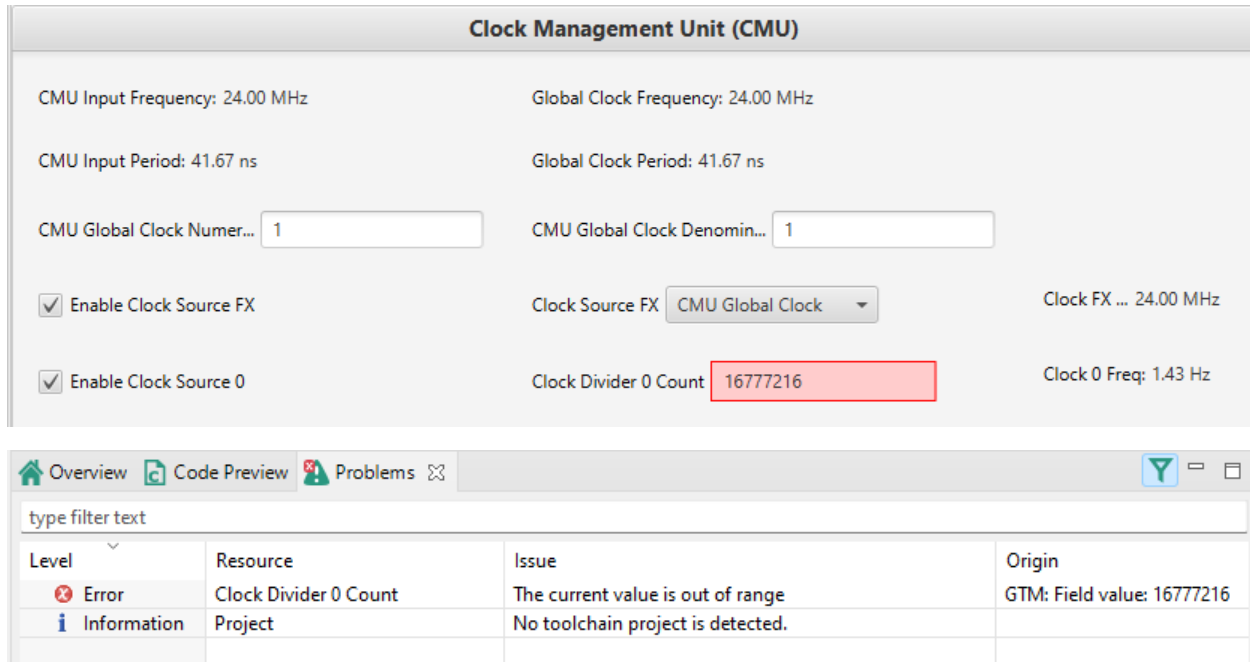 Clock Management Unit (CMU)
CMU Input Frequency: 24.00 MHz Global Clock Frequency: 24.00 MHz
CMU Input Period: 41.67 ns Global Clock Period: 41.67 ns
CMU Global Clock Numer... 1 CMU Global Clock Denomin... 1
Enable Clock Source FX Clock Source FX CMU Global Clock Clock FX ... 24.00 MHz
Enable Clock Source 0 Clock Divider 0 Count 16777216 Clock 0 Freq: 1.43 Hz
Overview Code Preview Problems
type filter text
Level Resource Issue Origin
Error Clock Divider 0 Count The current value is out of range GTM: Field value: 16777216
Information Project No toolchain project is detected.